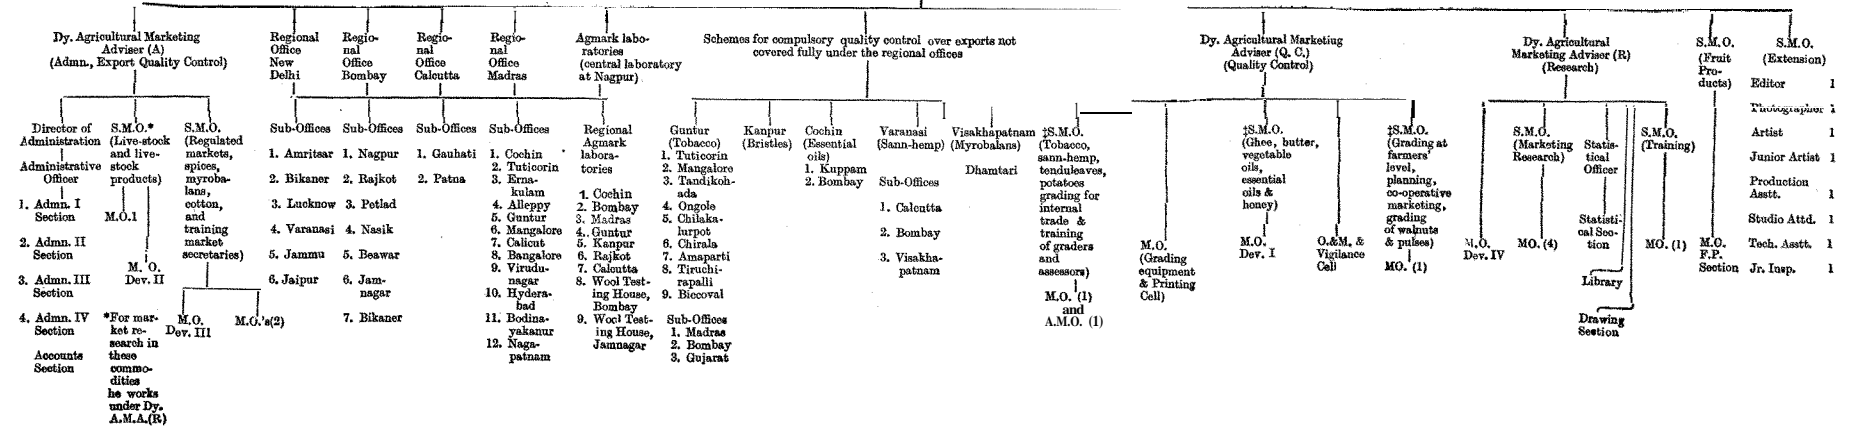 Dy. Agricultural Marketing
Adviser (A)
(Admn., Export Quality Control)
Director of
Administration
Administrative
Officer
1. Admn. I
Section
2. Admn. II
Section
3. Admn. III
Section
4. Admn. IV
Section
Accounts
Section
S.M.O.*
(Live-stock
and live-
stock
products)
M.O.1
M. O.
Dev. II
*For mar-
ket re-
search in
these
commo-
dities
he works
under Dy.
A.M.A.(R)
S.M.O.
(Regulated
markets,
spices,
myroba-
lans,
cotton,
and
training
market
secretaries)
M.O.
Dev. III
M.O.'s(2)
Regional
Office
New
Delhi
Sub-Offices
1. Amritsar
2. Bikaner
3. Lucknow
4. Varanasi
5. Jammu
6. Jaipur
Regio-
nal
Office
Bombay
Sub-Offices
1. Nagpur
2. Rajkot
3. Petlad
4. Nasik
5. Beawar
6. Jam-
nagar
7. Bikaner
Regio-
nal
Office
Calcutta
Sub-Offices
1. Gauhati
2. Patna
Regio-
nal
Office
Madras
Sub-Offices
1. Cochin
2. Tuticorin
3. Erna-
kulam
4. Alleppy
5. Guntur
6. Mangalore
7. Calicut
8. Bangalore
9. Virudu-
nagar
10. Hydera-
bad
11. Bodina-
yakanur
12. Naga-
patnam
Agmark labo-
ratories
(central laboratory
at Nagpur)
Regional
Agmark
labora-
tories
1. Cochin
2. Bombay
3. Madras
4. Guntur
5. Kanpur
6. Rajkot
7. Calcutta
8. Wool Test-
ing House,
Bombay
9. Wool Test-
ing House,
Jamnagar
Schemes for compulsory quality control over exports not
covered fully under the regional offices
Guntur
(Tobacco)
1. Tuticorin
2. Mangalore
3. Tandikoh-
ada
4. Ongole
5. Chilaka-
lurpot
6. Chirala
7. Amaparti
8. Tiruchi-
rapalli
9. Biccoval
Sub-Offices
1. Madras
2. Bombay
3. Gujarat
Kanpur
(Bristles)
Cochin
(Essential
oils)
1. Kuppam
2. Bombay
Varanasi
(Sann-hemp)
Sub-Offices
1. Calcutta
2. Bombay
3. Visakha-
patnam
Visakhapatnam
(Myrobalans)
Dhamtari
‡S.M.O.
(Tobacco,
sann-hemp,
tenduleaves,
potatoes
grading for
internal
trade &
training
of graders
and
assessors)
M.O. (1)
and
A.M.O. (1)
Dy. Agricultural Marketing
Adviser (Q. C.)
(Quality Control)
M.O.
(Grading
equipment
& Printing
Cell)
‡S.M.O.
(Ghee, butter,
vegetable
oils,
essential
oils &
honey)
M.O.
Dev. I
O.&M. &
Vigilance
Cell
‡S.M.O.
(Grading at
farmers'
level,
planning,
co-operative
marketing,
grading
of walnuts
& pulses)
MO. (1)
Dy. Agricultural
Marketing Adviser (R)
(Research)
M.O.
Dev. IV
S.M.O.
(Marketing
Research)
MO. (4)
Statis-
tical
Officer
Statisti-
cal Sec-
tion
Library
Drawing
Section
S.M.O.
(Training)
MO. (1)
S.M.O.
(Fruit
Pro-
ducts)
M.O.
F.P.
Section
S.M.O.
(Extension)
Editor 1
Photographer 1
Artist 1
Junior Artist 1
Production
Asstt. 1
Studio Attd. 1
Tech. Asstt. 1
Jr. Insp. 1